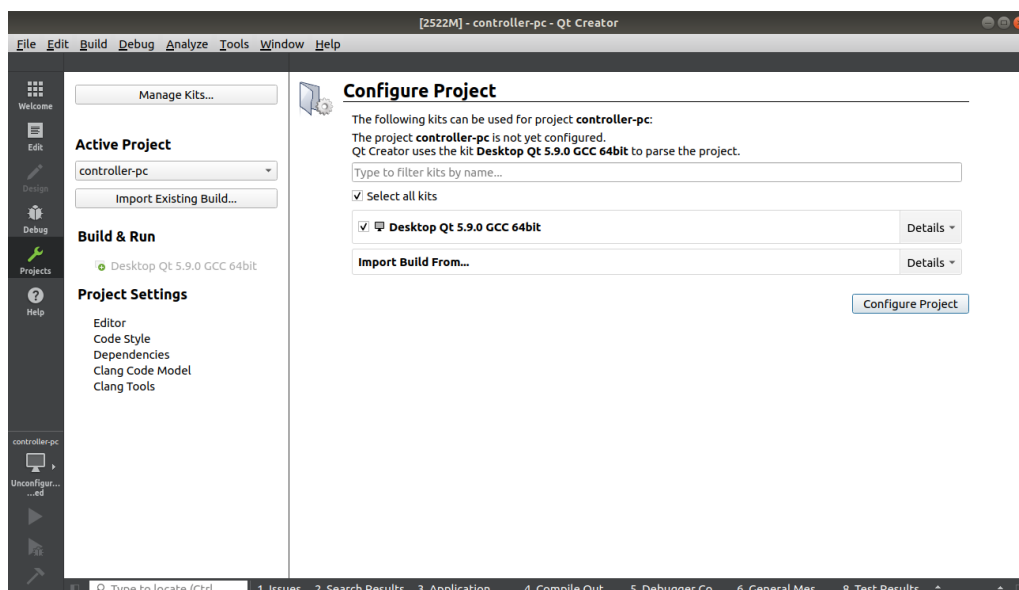 [2522M] - controller-pc - Qt Creator
File Edit Build Debug Analyze Tools Window Help
Welcome
Edit
Design
Debug
Projects
Help
controller-pc
Unconfigur...
...ed
Manage Kits...
Active Project
controller-pc
Import Existing Build...
Build & Run
Desktop Qt 5.9.0 GCC 64bit
Project Settings
Editor
Code Style
Dependencies
Clang Code Model
Clang Tools
Configure Project
The following kits can be used for project controller-pc:
The project controller-pc is not yet configured.
Qt Creator uses the kit Desktop Qt 5.9.0 GCC 64bit to parse the project.
Type to filter kits by name...
Select all kits
Desktop Qt 5.9.0 GCC 64bit Details
Import Build From... Details
Configure Project
Type to locate (Ctrl... 1 Issues 2 Search Results 3 Application ... 4 Compile Out... 5 Debugger Co... 6 General Mes... 8 Test Results